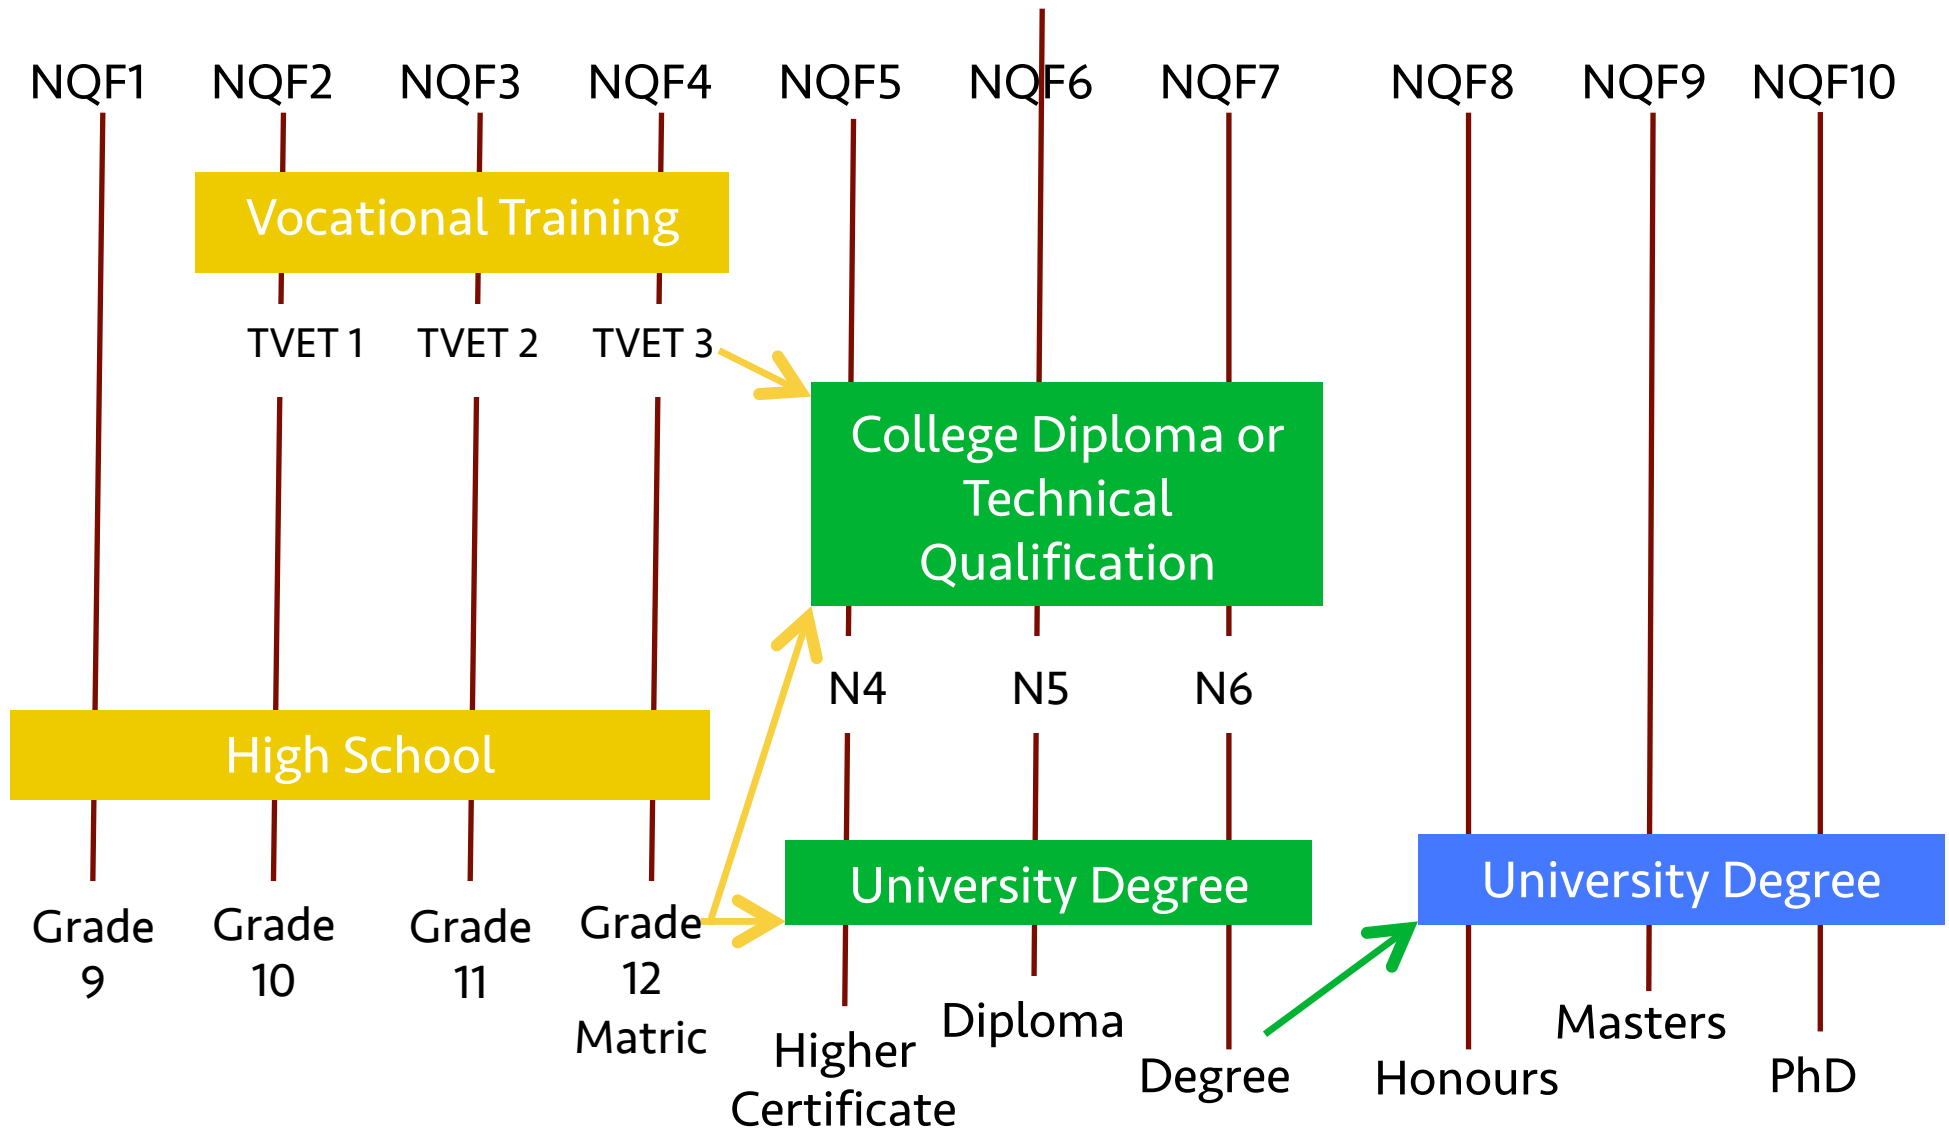 NQF1 NQF2 NQF3 NQF4 NQF5 NQF6 NQF7 NQF8 NQF9 NQF10
Vocational Training
TVET 1 TVET 2 TVET 3
College Diploma or
Technical
Qualification
N4 N5 N6
High School
University Degree
University Degree
Grade
9
Grade
10
Grade
11
Grade
12
Matric
Higher
Certificate
Diploma
Degree
Honours
Masters
PhD